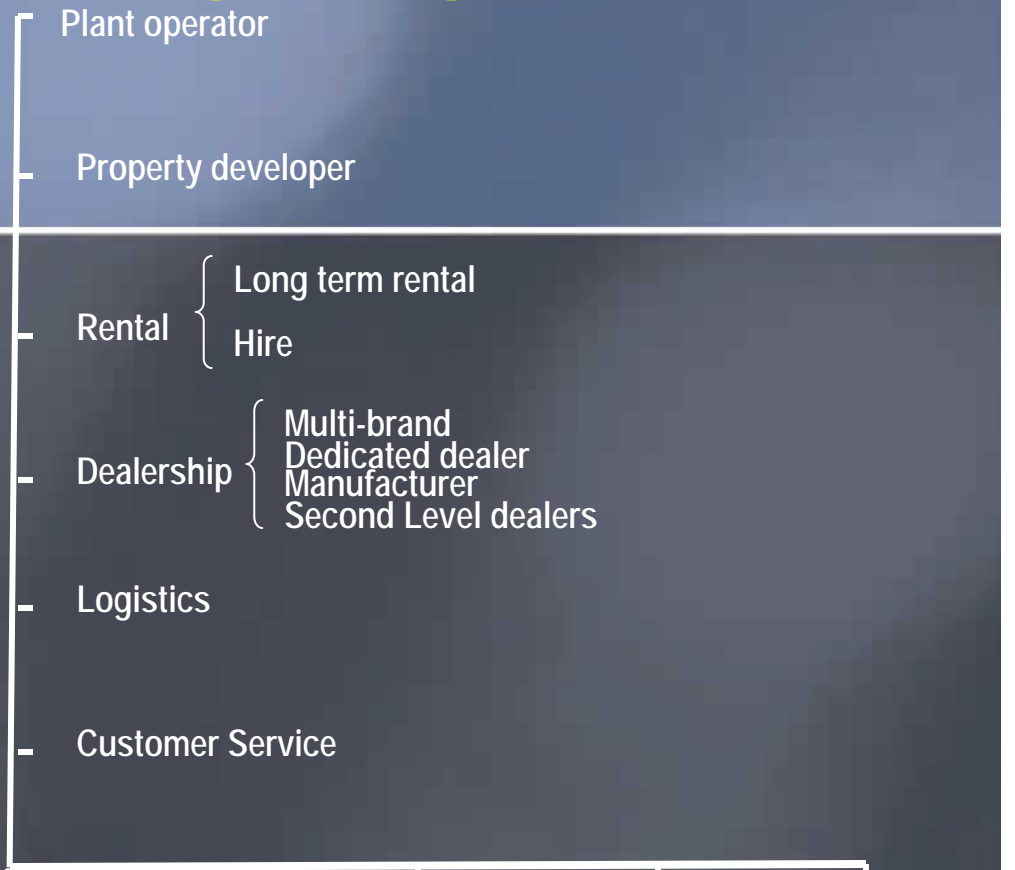 Plant operator
Property developer
Rental
Long term rental
Hire
Dealership
Multi-brand
Dedicated dealer
Manufacturer
Second Level dealers
Logistics
Customer Service